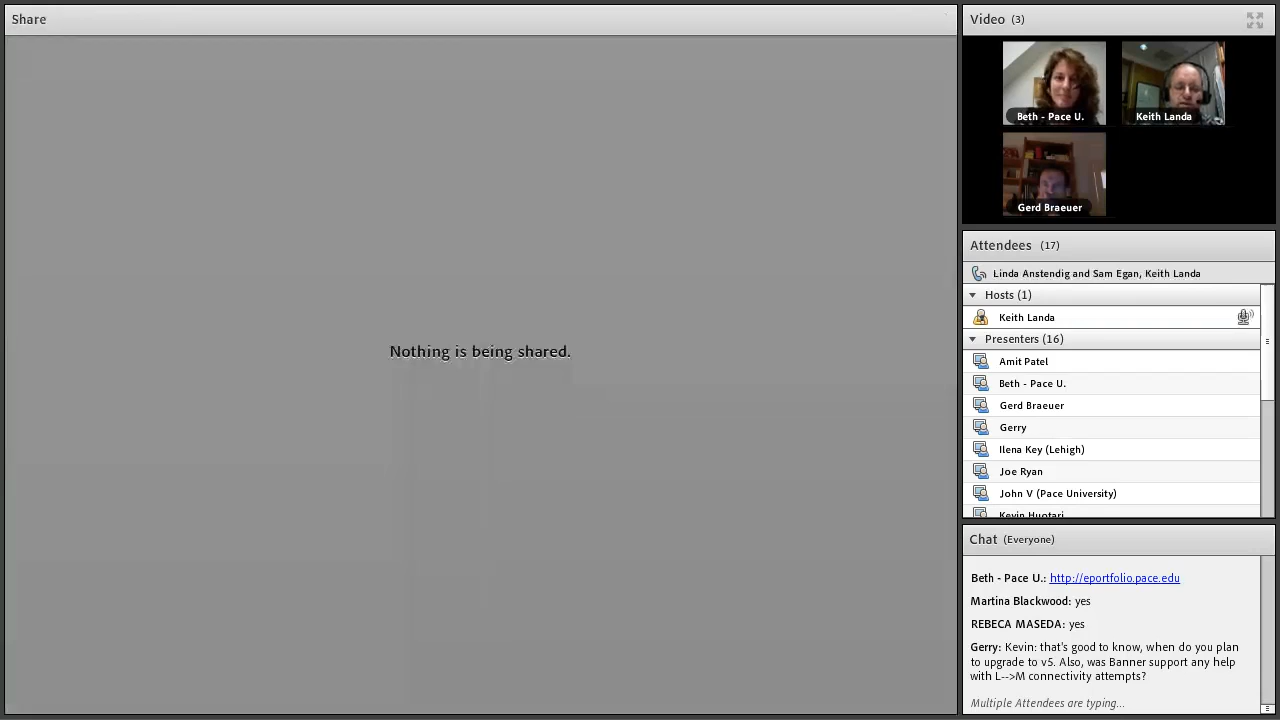 Share
Nothing is being shared.
Video (3)
Beth - Pace U.
Keith Landa
Gerd Braeuer
Attendees (17)
Linda Anstendig and Sam Egan, Keith Landa
Hosts (1)
Keith Landa
Presenters (16)
Amit Patel
Beth - Pace U.
Gerd Braeuer
Gerry
Ilena Key (Lehigh)
Joe Ryan
John V (Pace University)
Kevin Huotari
Chat (Everyone)
Beth - Pace U.: http://eportfolio.pace.edu
Martina Blackwood: yes
REBECA MASEDA: yes
Gerry: Kevin: that's good to know, when do you plan
to upgrade to v5. Also, was Banner support any help
with L-->M connectivity attempts?
Multiple Attendees are typing...